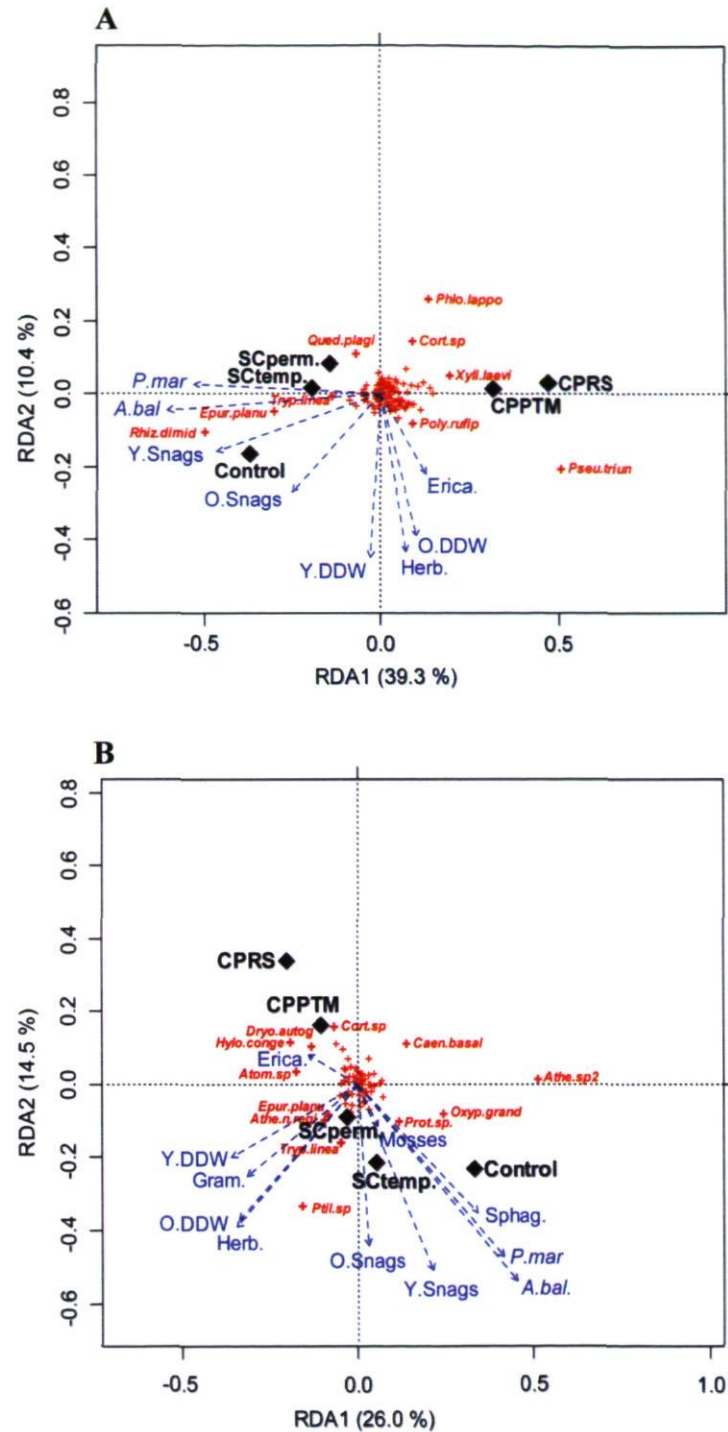 A
0.8
0.6
0.4
0.2
0.0
-0.2
-0.4
-0.6
RDA2 (10.4 %)
Phlo.lappo
Qued.plagi
Cort.sp
SCperm.
SCtemp.
Xyli.laevi
CPRS
CPPTM
P.mar
A.bal
Tryp.linea
Epur.planu
Rhiz.dimid
Poly.rufip
Y.Snags
Control
Pseu.triun
O.Snags
Erica.
O.DDW
Y.DDW
Herb.
-0.5
0.0
0.5
RDA1 (39.3 %)
B
0.8
0.6
0.4
0.2
0.0
-0.2
-0.4
-0.6
RDA2 (14.5 %)
CPRS
CPPTM
Cort.sp
Dryo.autog
Hylo.conge
Caen.basal
Erica.
Atom.sp
Athe.sp2
Epur.planu
Oxyp.grand
Prot.sp.
SCperm.
Mosses
Tryp.linea
Y.DDW
SCtemp.
Control
Gram.
Ptil.sp
Sphag.
O.DDW
Herb.
O.Snags
P.mar
Y.Snags
A.bal.
-0.5
0.0
0.5
1.0
RDA1 (26.0 %)